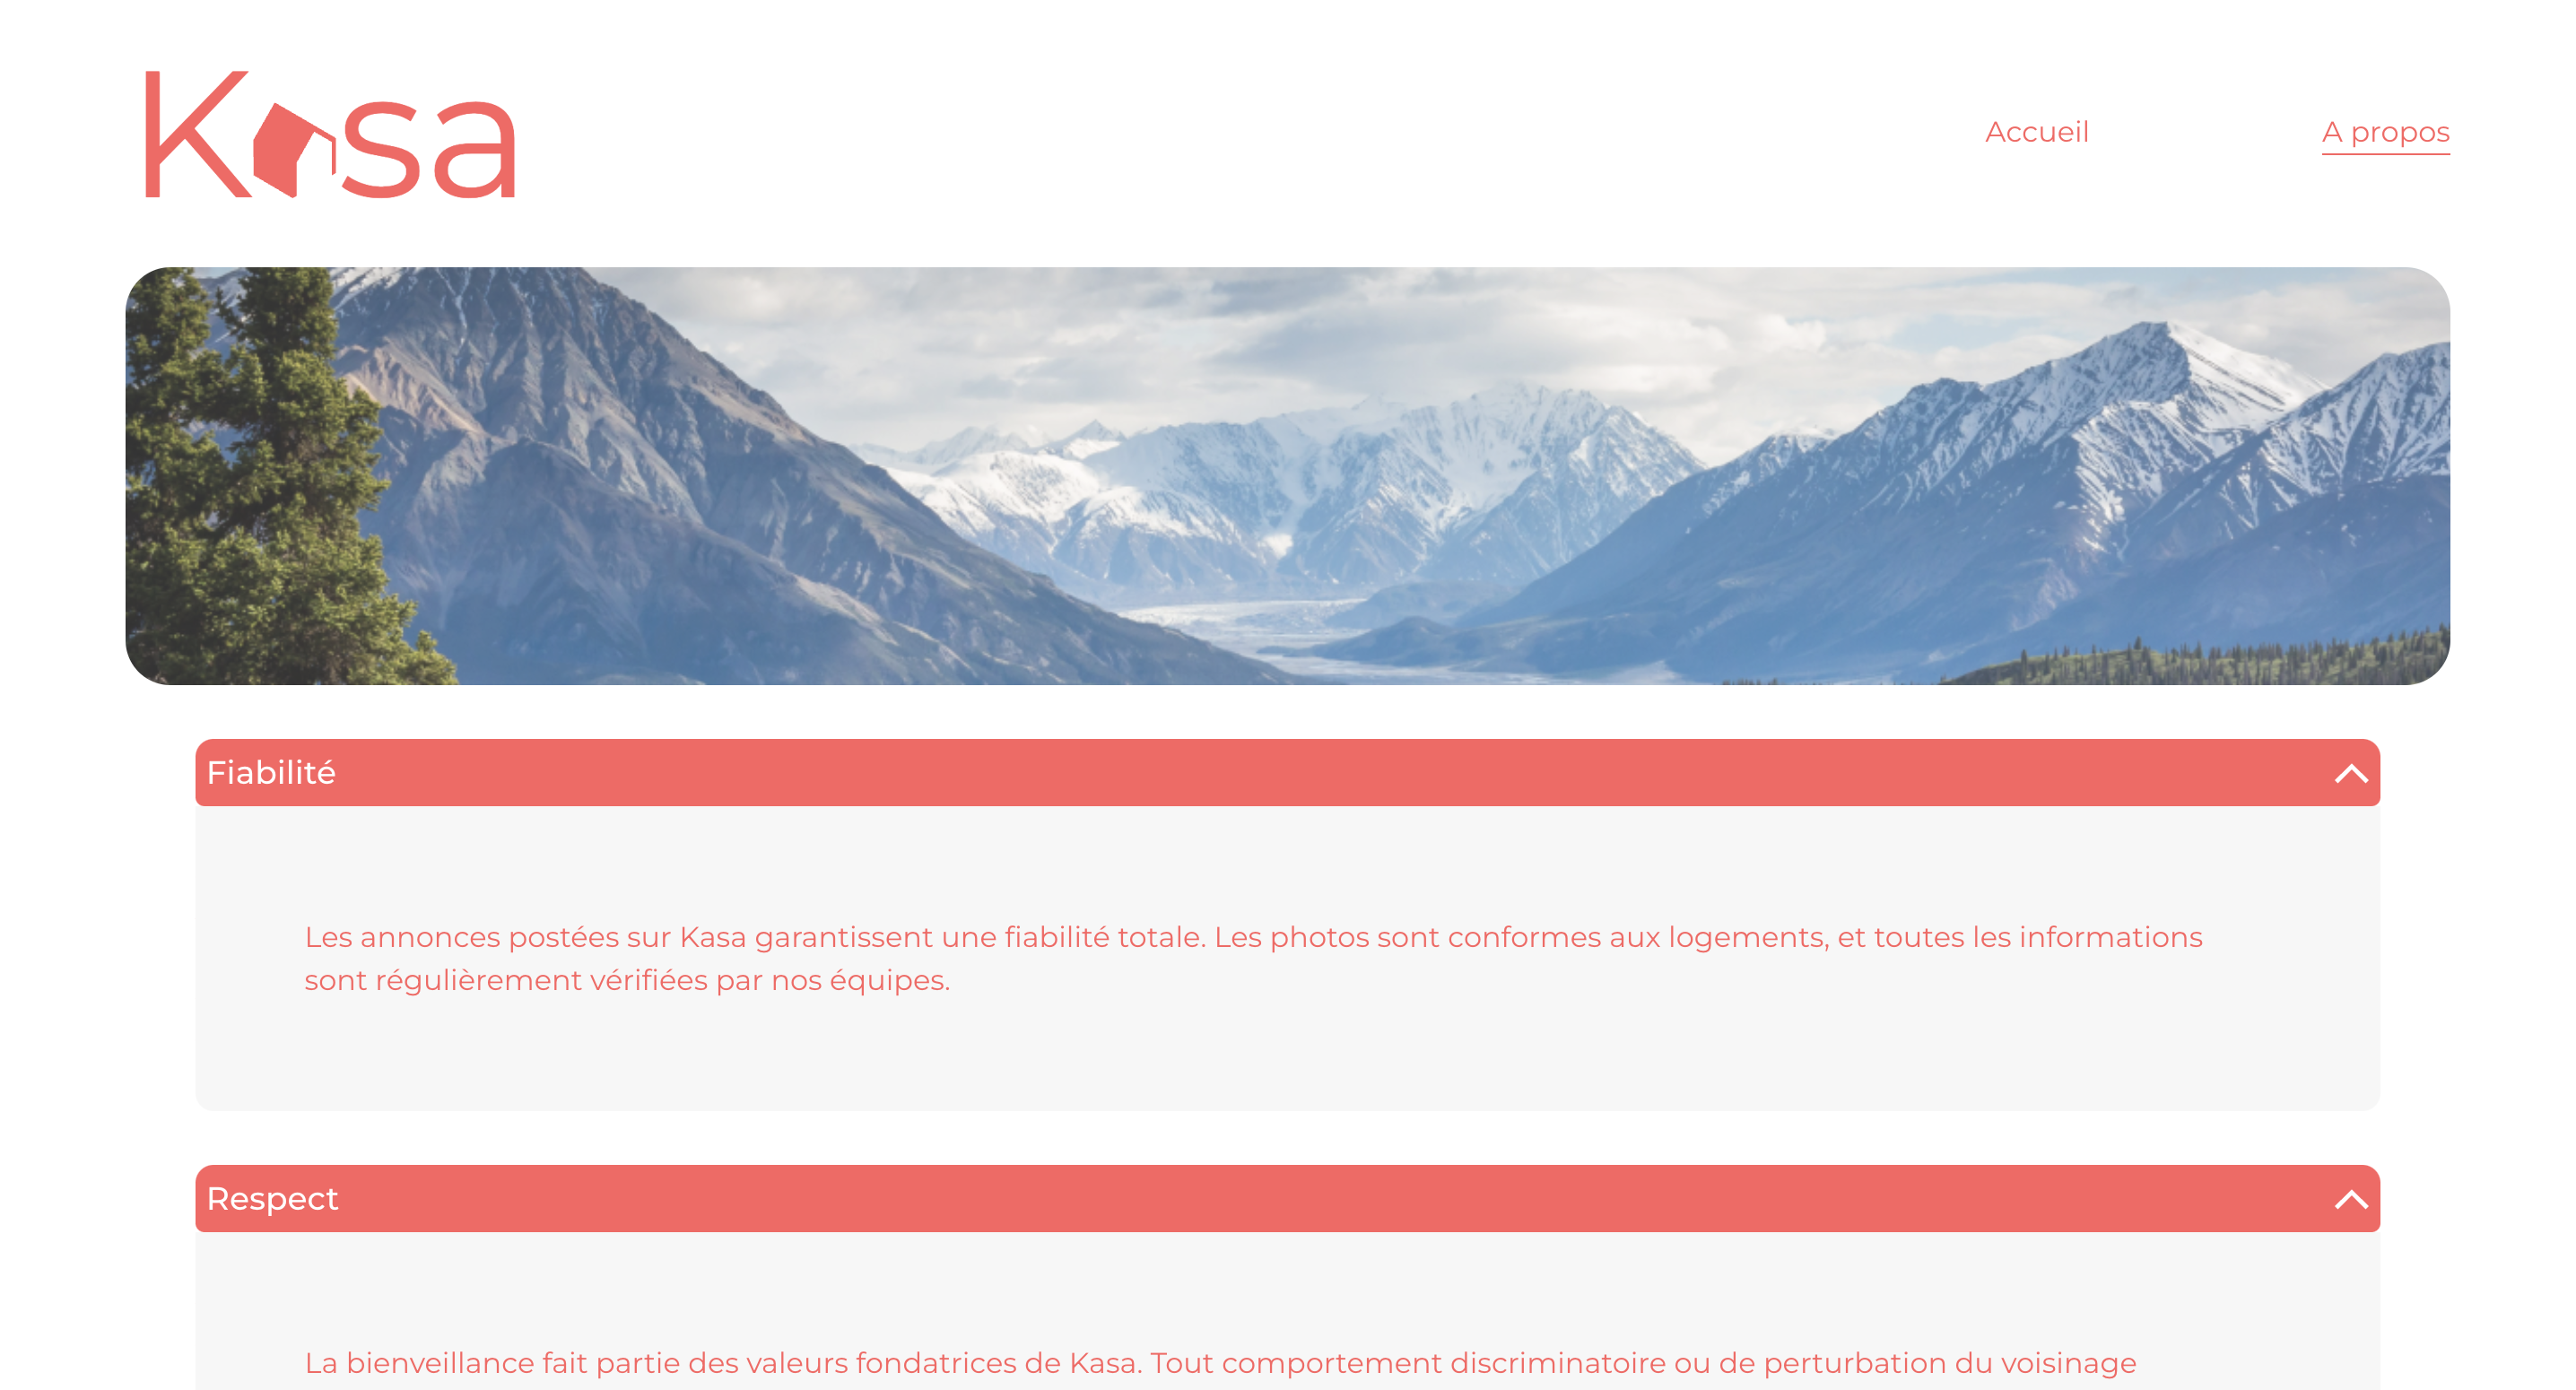 Kasa
Accueil
A propos
Fiabilité
Les annonces postées sur Kasa garantissent une fiabilité totale. Les photos sont conformes aux logements, et toutes les informations
sont régulièrement vérifiées par nos équipes.
Respect
La bienveillance fait partie des valeurs fondatrices de Kasa. Tout comportement discriminatoire ou de perturbation du voisinage